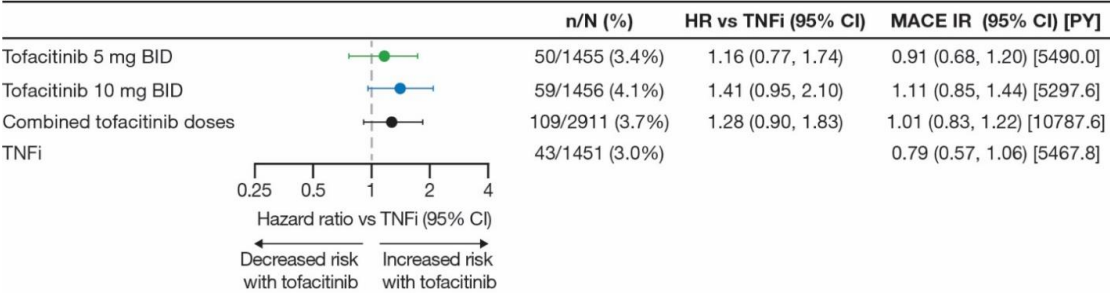 n/N (%) HR vs TNFi (95% CI) MACE IR (95% CI) [PY]
Tofacitinib 5 mg BID 50/1455 (3.4%) 1.16 (0.77, 1.74) 0.91 (0.68, 1.20) [5490.0]
Tofacitinib 10 mg BID 59/1456 (4.1%) 1.41 (0.95, 2.10) 1.11 (0.85, 1.44) [5297.6]
Combined tofacitinib doses 109/2911 (3.7%) 1.28 (0.90, 1.83) 1.01 (0.83, 1.22) [10787.6]
TNFi 43/1451 (3.0%) 0.79 (0.57, 1.06) [5467.8]
0.25 0.5 1 2 4
Hazard ratio vs TNFi (95% CI)
Decreased risk Increased risk
with tofacitinib with tofacitinib